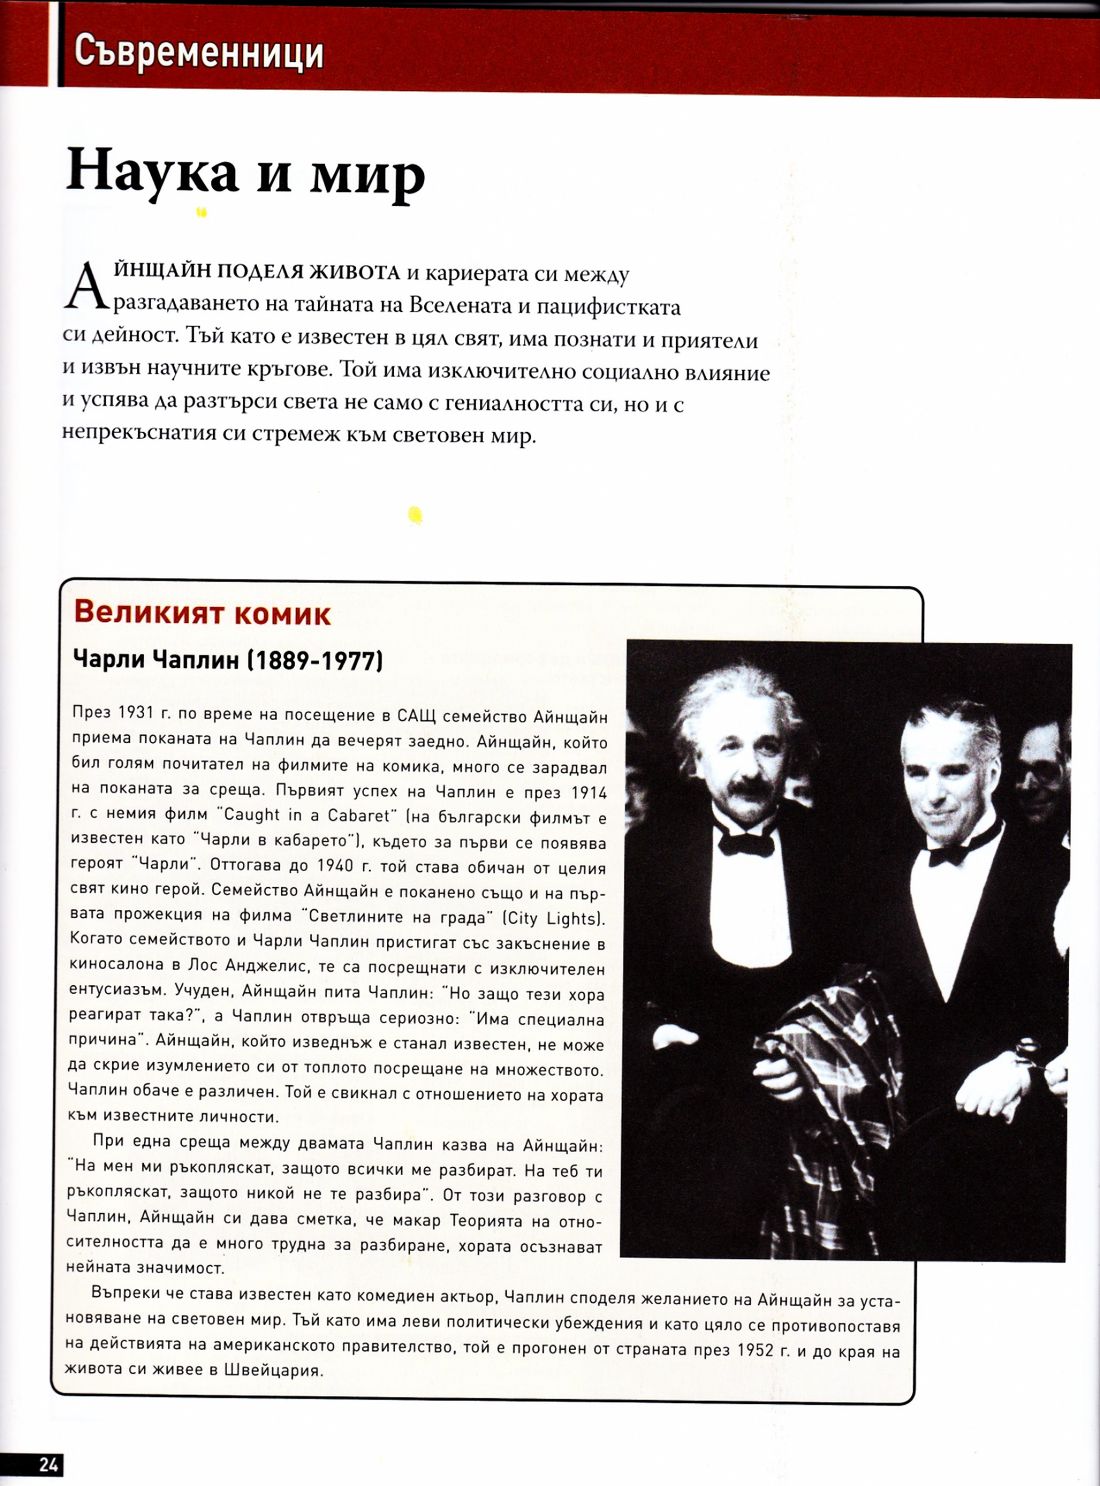 Съвременници
Наука и мир
АЙНЩАЙН ПОДЕЛЯ ЖИВОТА и кариерата си между
разгадаването на тайната на Вселената и пацифистката
си дейност. Тъй като е известен в цял свят, има познати и приятели
и извън научните кръгове. Той има изключително социално влияние
и успява да разтърси света не само с гениалността си, но и с
непрекъснатия си стремеж към световен мир.
Великият комик
Чарли Чаплин (1889-1977)
През 1931 г. по време на посещение в САЩ семейство Айнщайн
приема поканата на Чаплин да вечерят заедно. Айнщайн, който
бил голям почитател на филмите на комика, много се зарадвал
на поканата за среща. Първият успех на Чаплин е през 1914
г. с немия филм "Caught in a Cabaret" (на български филмът е
известен като "Чарли в кабарето"), където за първи се появява
героят "Чарли". Оттогава до 1940 г. той става обичан от целия
свят кино герой. Семейство Айнщайн е поканено също и на пър-
вата прожекция на филма "Светлините на града" (City Lights).
Когато семейството и Чарли Чаплин пристигат със закъснение в
киносалона в Лос Анджелис, те са посрещнати с изключителен
ентусиазъм. Учуден, Айнщайн пита Чаплин: "Но защо тези хора
реагират така?", а Чаплин отвръща сериозно: "Има специална
причина". Айнщайн, който изведнъж е станал известен, не може
да скрие изумлението си от топлото посрещане на множеството.
Чаплин обаче е различен. Той е свикнал с отношението на хората
към известните личности.
При една среща между двамата Чаплин казва на Айнщайн:
"На мен ми ръкопляскат, защото всички ме разбират. На теб ти
ръкопляскат, защото никой не те разбира". От този разговор с
Чаплин, Айнщайн си дава сметка, че макар Теорията на отно-
сителността да е много трудна за разбиране, хората осъзнават
нейната значимост.
Въпреки че става известен като комедиен актьор, Чаплин споделя желанието на Айнщайн за уста-
новяване на световен мир. Тъй като има леви политически убеждения и като цяло се противопоставя
на действията на американското правителство, той е прогонен от страната през 1952 г. и до края на
живота си живее в Швейцария.
24